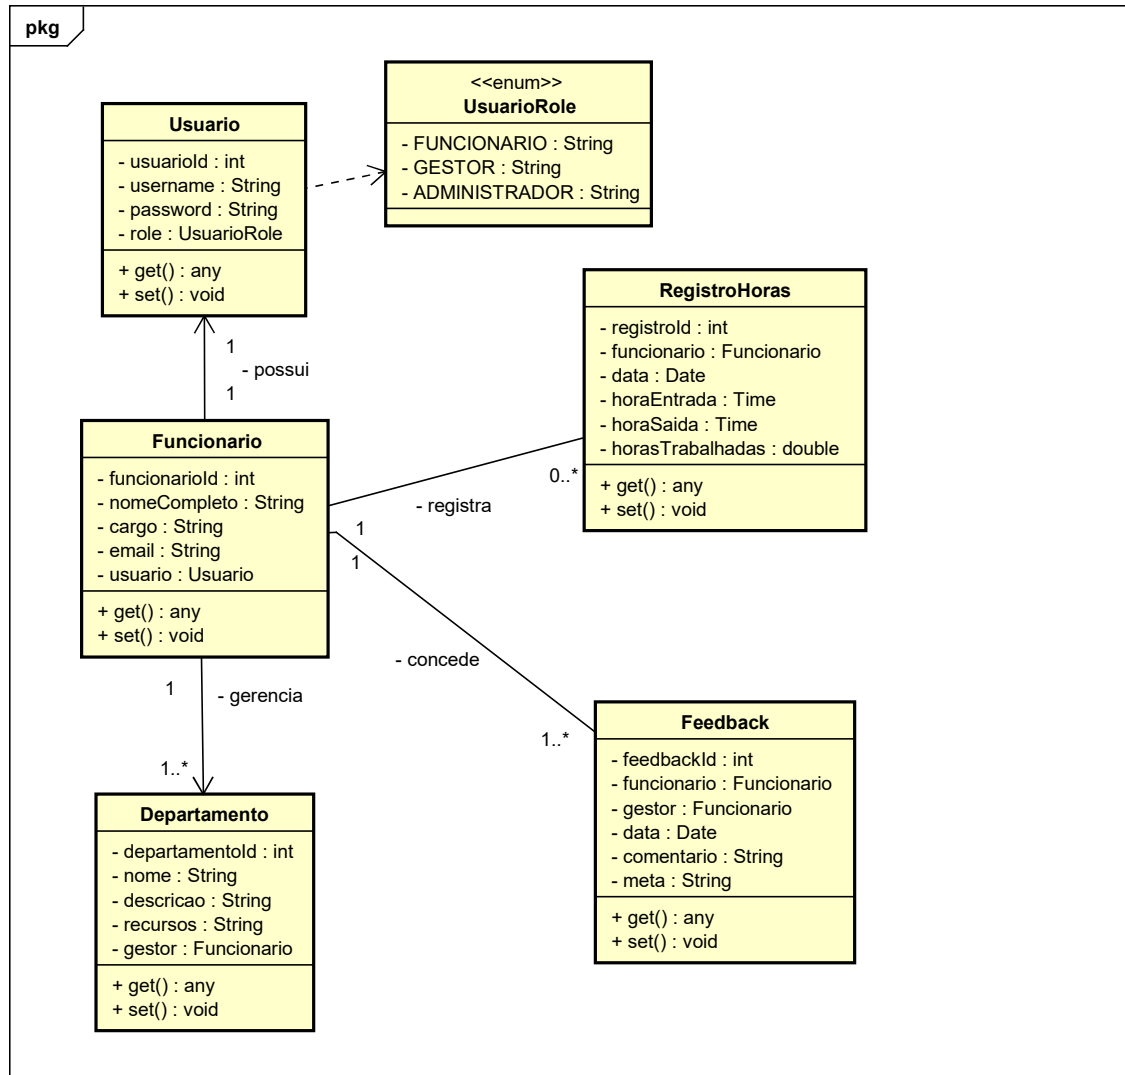 pkg
<<enum>>
UsuarioRole
- FUNCIONARIO : String
- GESTOR : String
- ADMINISTRADOR : String
Usuario
- usuarioId : int
- username : String
- password : String
- role : UsuarioRole
+ get() : any
+ set() : void
1
- possui
1
RegistroHoras
- registroId : int
- funcionario : Funcionario
- data : Date
- horaEntrada : Time
- horaSaida : Time
- horasTrabalhadas : double
+ get() : any
+ set() : void
Funcionario
- funcionarioId : int
- nomeCompleto : String
- cargo : String
- email : String
- usuario : Usuario
+ get() : any
+ set() : void
0..*
- registra
1
1
- concede
1..*
1
- gerencia
1..*
Feedback
- feedbackId : int
- funcionario : Funcionario
- gestor : Funcionario
- data : Date
- comentario : String
- meta : String
+ get() : any
+ set() : void
Departamento
- departamentoId : int
- nome : String
- descricao : String
- recursos : String
- gestor : Funcionario
+ get() : any
+ set() : void